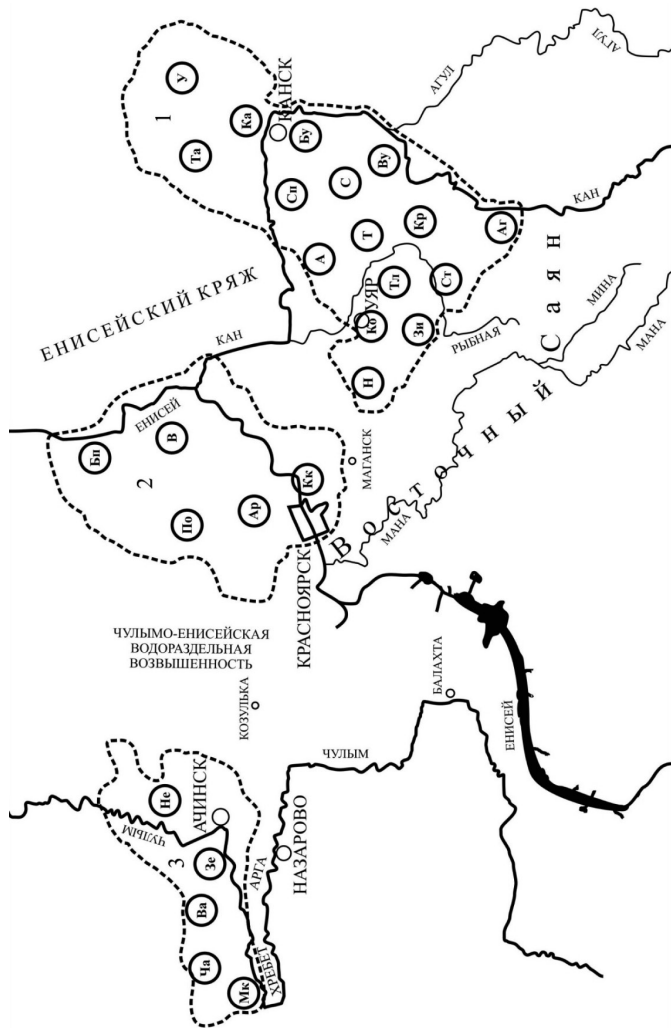 ЕНИСЕЙСКИЙ КРЯЖ
1
У
Та
Ка
КАНСК
АГУЛ
АГУЛ
Бу
Сп
С
Ву
А
Т
Кр
Аг
КАН
КАН
УЯР
Тл
Ст
Ко
Зи
Н
РЫБНАЯ
МИНА
МАНА
МАНА
Восточный Саян
ЕНИСЕЙ
2
Бп
В
По
Ар
Кк
МАГАНСК
КРАСНОЯРСК
ЧУЛЫМО-ЕНИСЕЙСКАЯ
ВОДОРАЗДЕЛЬНАЯ
ВОЗВЫШЕННОСТЬ
КОЗУЛЬКА
БАЛАХТА
ЕНИСЕЙ
ЧУЛЫМ
ЧУЛЫМ
3
Не
АЧИНСК
Зе
Ва
Ча
Мк
ХРЕБЕТ АРГА
НАЗАРОВО